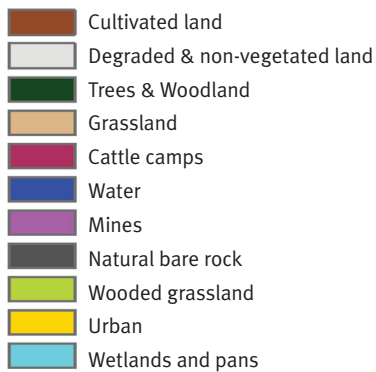 Cultivated land
Degraded & non-vegetated land
Trees & Woodland
Grassland
Cattle camps
Water
Mines
Natural bare rock
Wooded grassland
Urban
Wetlands and pans